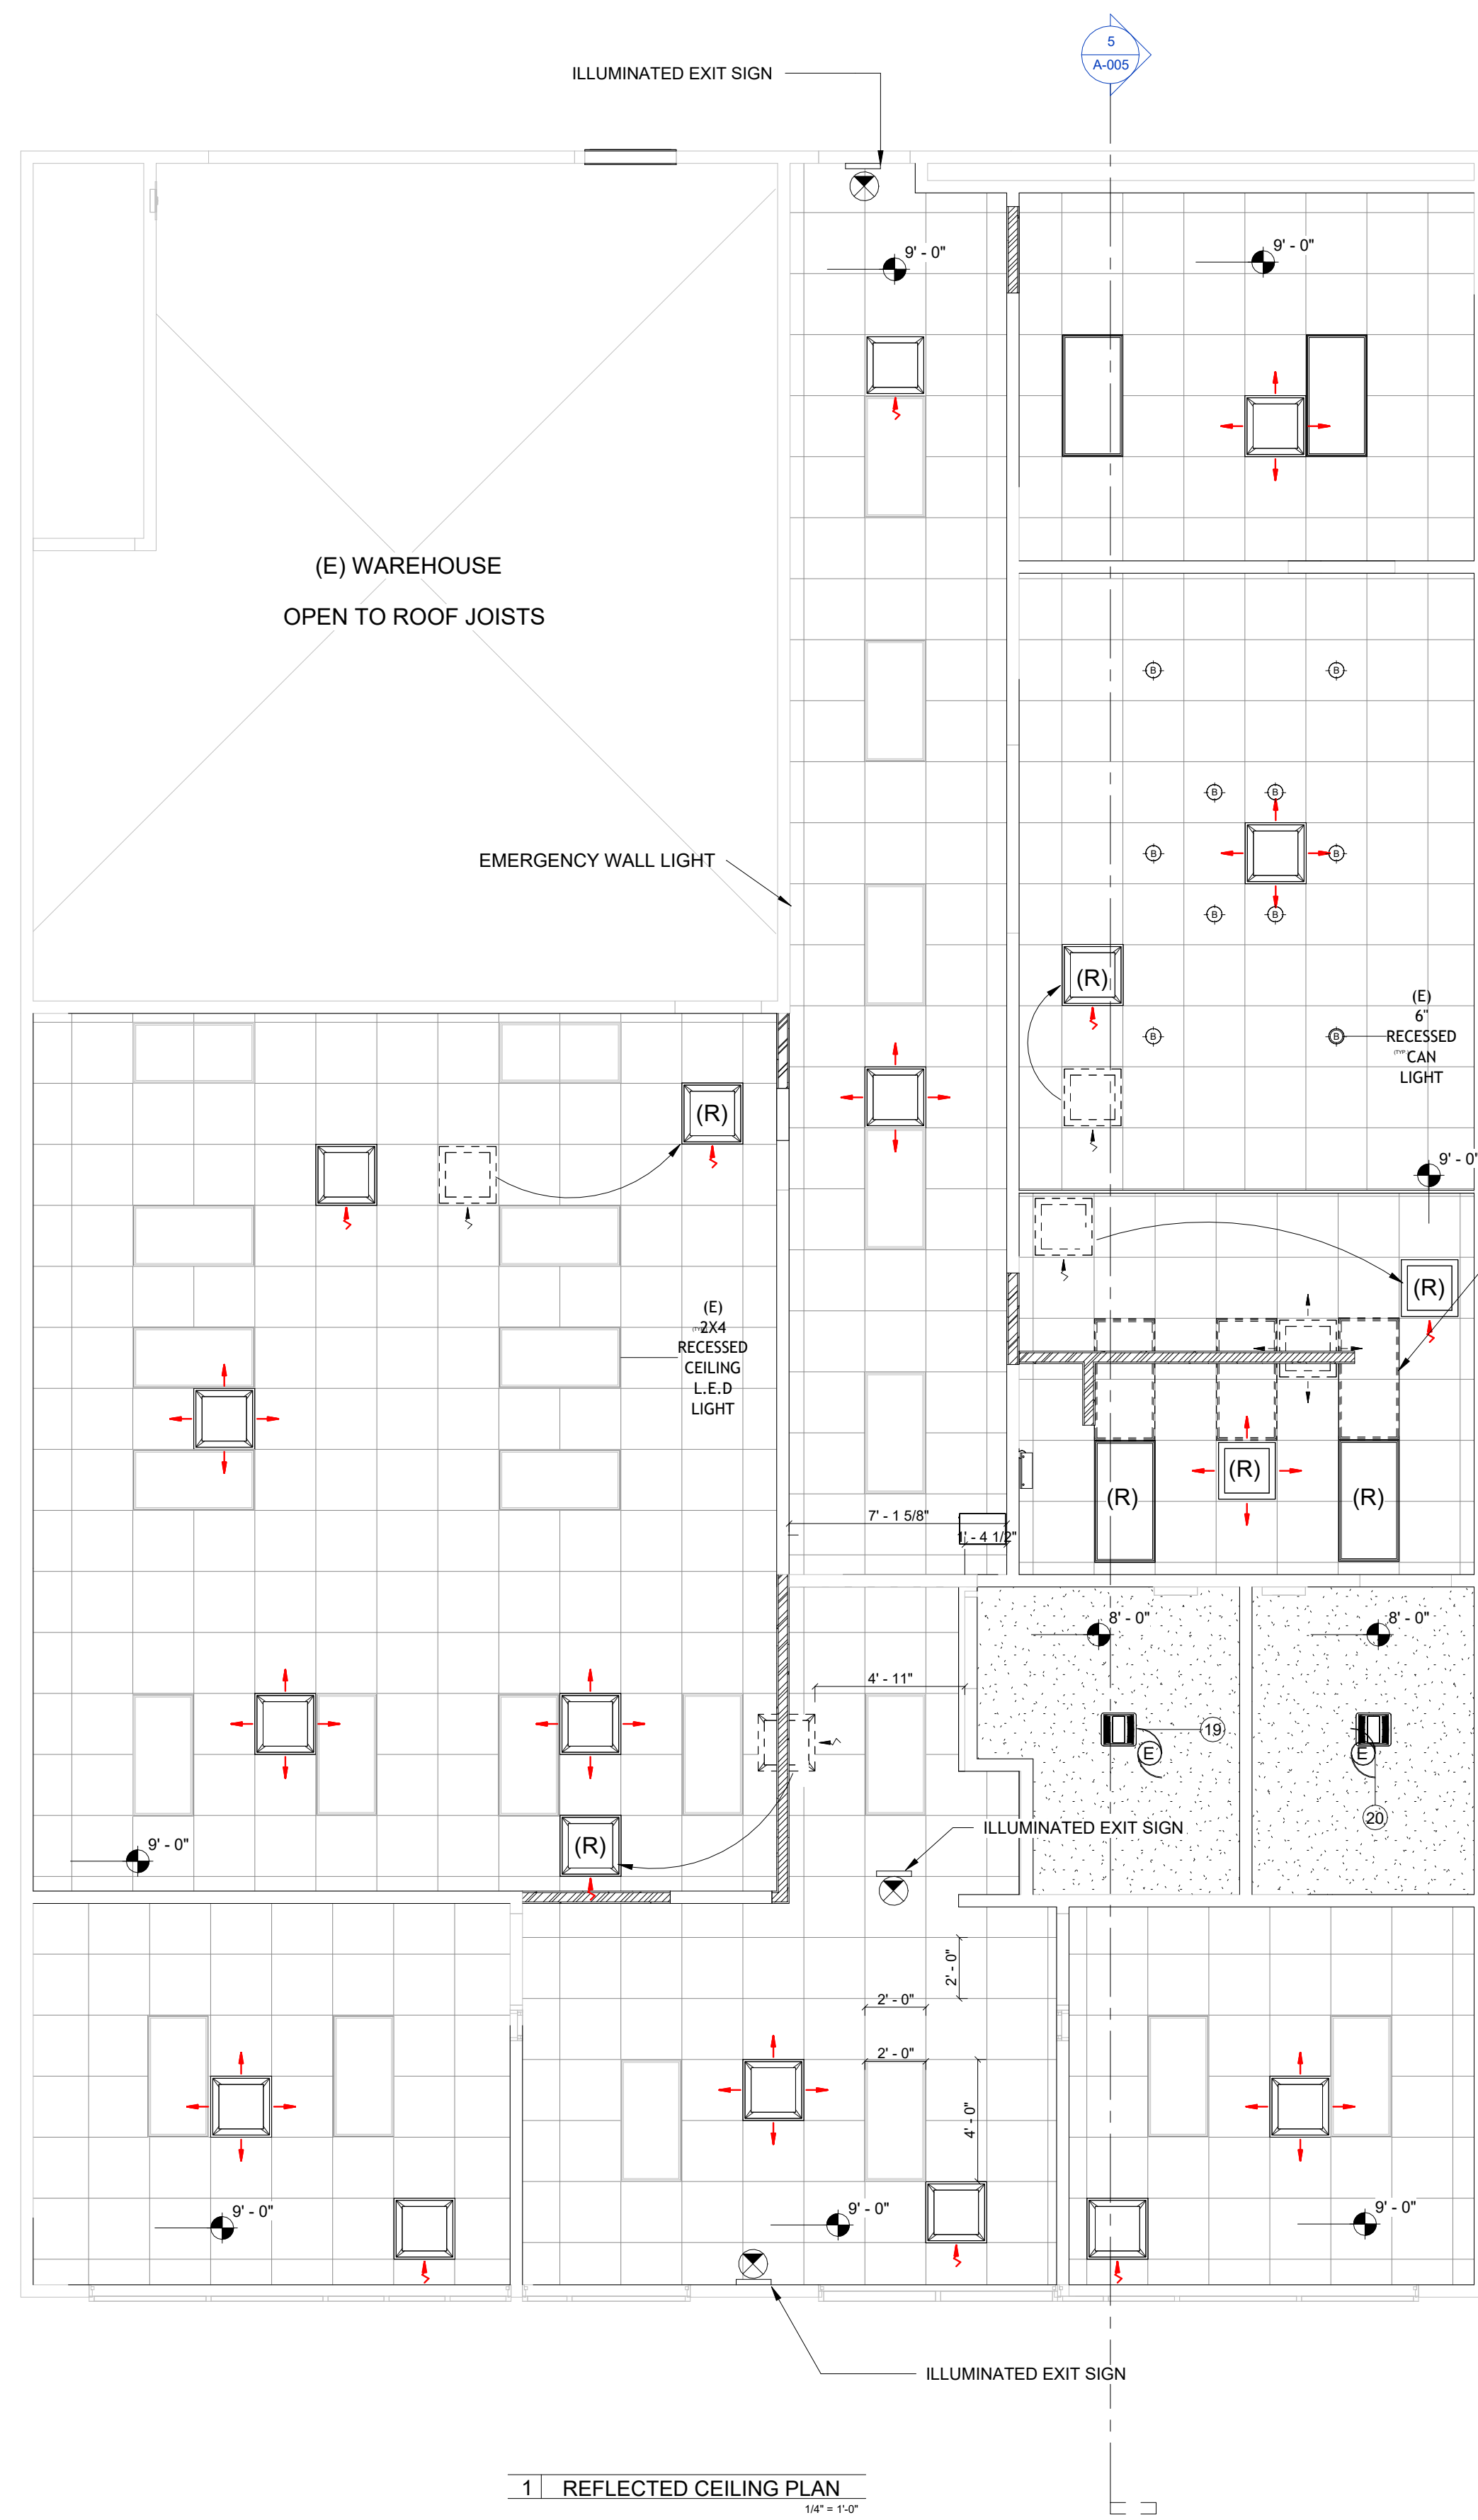 5
A-005
ILLUMINATED EXIT SIGN
9' - 0"
9' - 0"
(E) WAREHOUSE
OPEN TO ROOF JOISTS
B
B
B
B
EMERGENCY WALL LIGHT
B
B
B
B
(R)
(E)
6"
B
RECESSED
B
(TYP
CAN
LIGHT
(R)
9' - 0"
(R)
(E)
2X4
RECESSED
CEILING
L.E.D
LIGHT
(R)
(R)
(R)
7' - 1 5/8"
1' - 4 1/2"
8' - 0"
8' - 0"
4' - 11"
19
E
E
20
ILLUMINATED EXIT SIGN
9' - 0"
(R)
2' - 0"
2' - 0"
2' - 0"
4' - 0"
9' - 0"
9' - 0"
9' - 0"
ILLUMINATED EXIT SIGN
1 REFLECTED CEILING PLAN
1/4" = 1'-0"